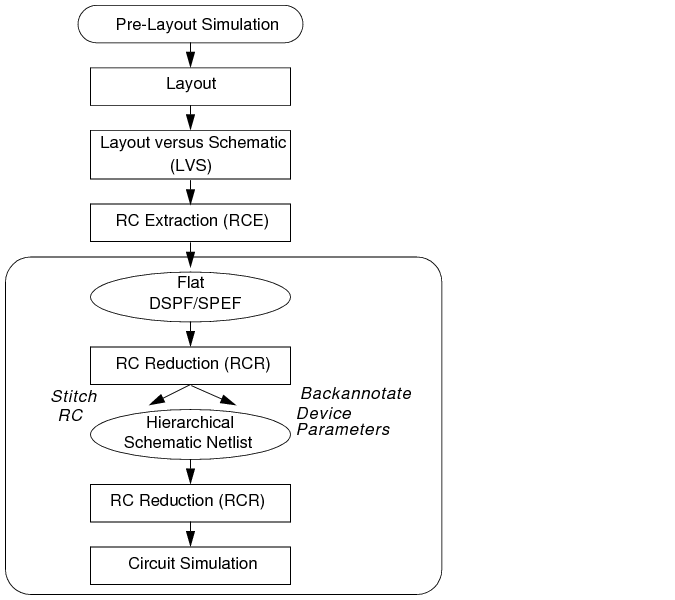 Pre-Layout Simulation
Layout
Layout versus Schematic
(LVS)
RC Extraction (RCE)
Flat
DSPF/SPEF
RC Reduction (RCR)
Stitch
RC
Backannotate
Device
Parameters
Hierarchical
Schematic Netlist
RC Reduction (RCR)
Circuit Simulation